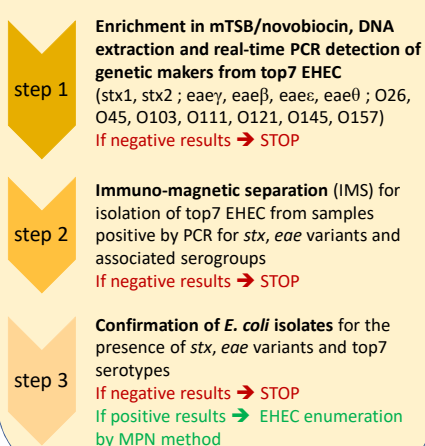 step 1
Enrichment in mTSB/novobiocin, DNA
extraction and real-time PCR detection of
genetic makers from top7 EHEC
(stx1, stx2 ; eaeγ, eaeβ, eaeε, eaeθ ; O26,
O45, O103, O111, O121, O145, O157)
If negative results ➔ STOP
step 2
Immuno-magnetic separation (IMS) for
isolation of top7 EHEC from samples
positive by PCR for stx, eae variants and
associated serogroups
If negative results ➔ STOP
step 3
Confirmation of E. coli isolates for the
presence of stx, eae variants and top7
serotypes
If negative results ➔ STOP
If positive results ➔ EHEC enumeration
by MPN method